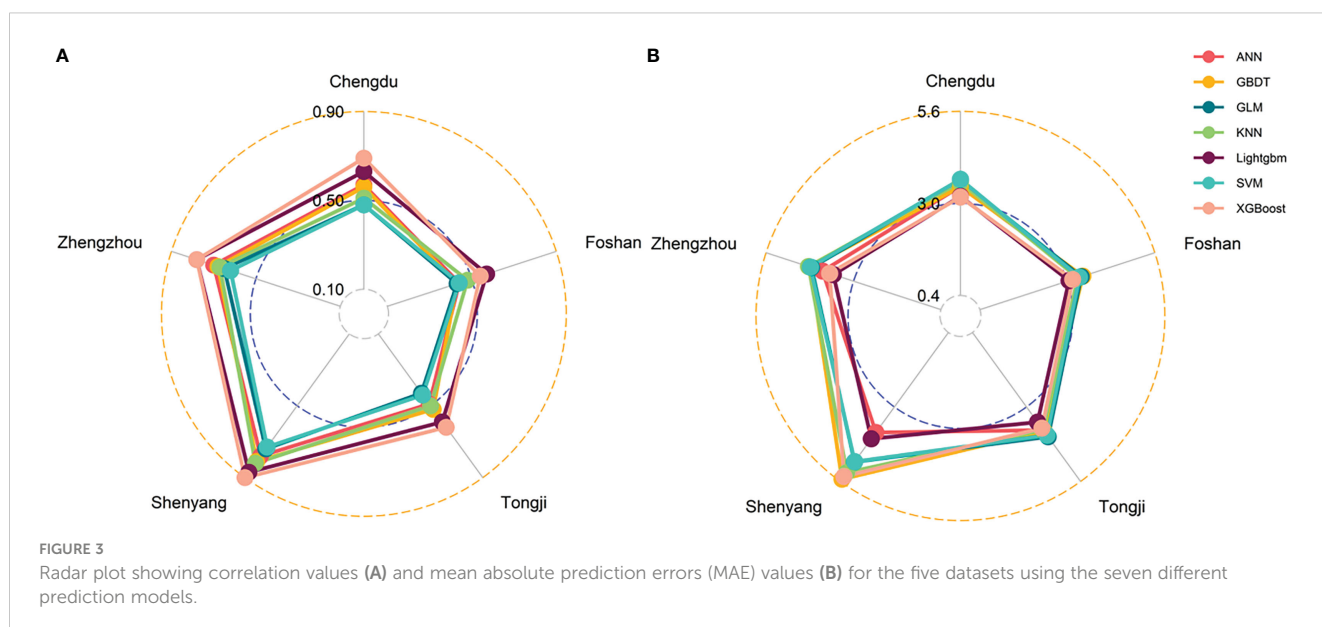 A
B
Chengdu
0.90
0.50
0.10
Zhengzhou
Foshan
Shenyang
Tongji
Chengdu
5.6
3.0
0.4
Zhengzhou
Foshan
Shenyang
Tongji
ANN
GBDT
GLM
KNN
Lightgbm
SVM
XGBoost
FIGURE 3
Radar plot showing correlation values (A) and mean absolute prediction errors (MAE) values (B) for the five datasets using the seven different
prediction models.